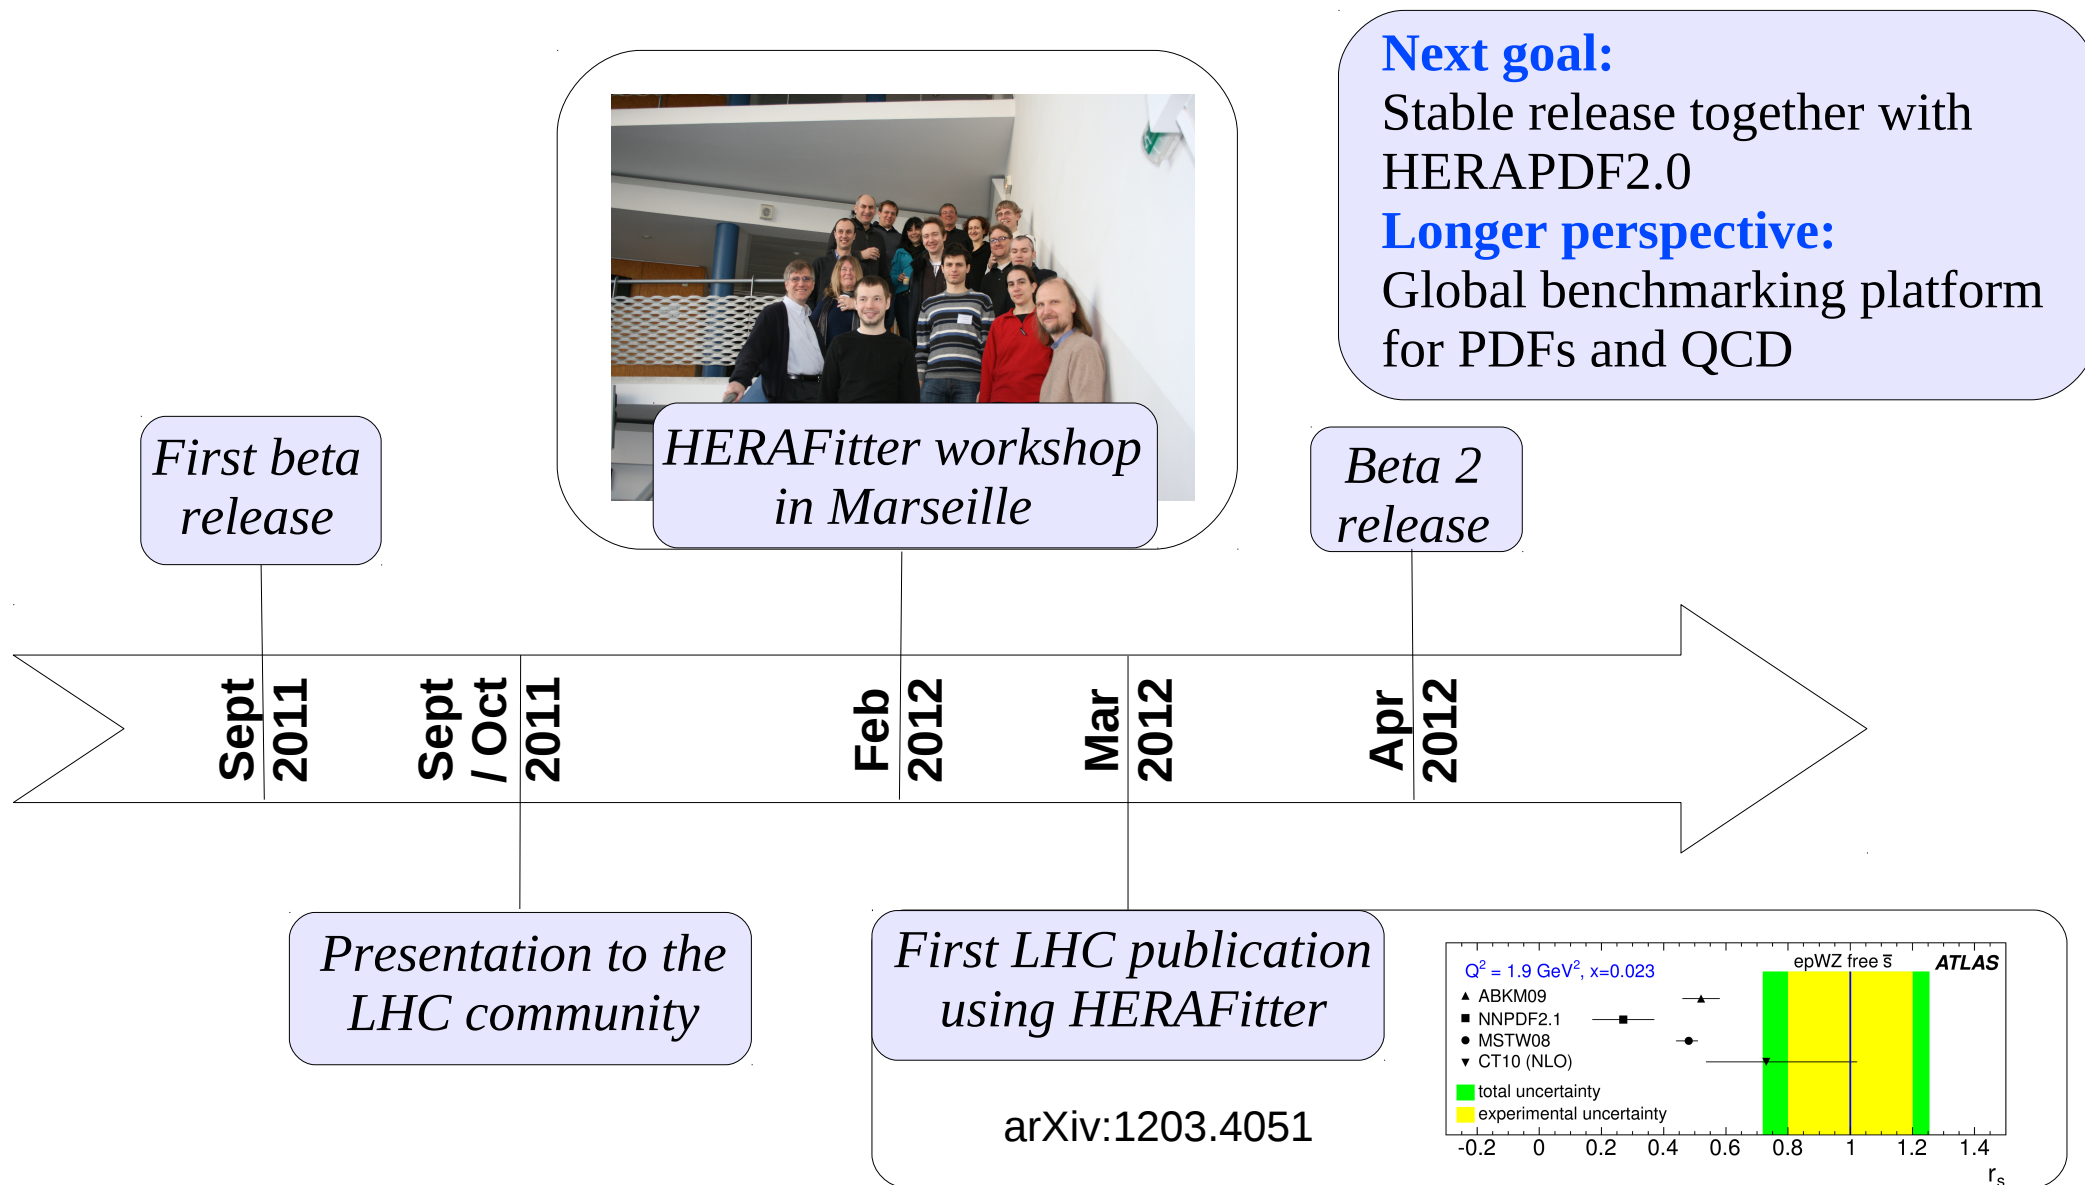 Next goal:
Stable release together with
HERAPDF2.0
Longer perspective:
Global benchmarking platform
for PDFs and QCD
First beta
release
HERAFitter workshop
in Marseille
Beta 2
release
Sept
2011
Sept
/ Oct
2011
Feb
2012
Mar
2012
Apr
2012
Presentation to the
LHC community
First LHC publication
using HERAFitter
arXiv:1203.4051
epWZ free s̅
ATLAS
Q² = 1.9 GeV², x=0.023
ABKM09
NNPDF2.1
MSTW08
CT10 (NLO)
total uncertainty
experimental uncertainty
-0.2 0 0.2 0.4 0.6 0.8 1 1.2 1.4
rₛ